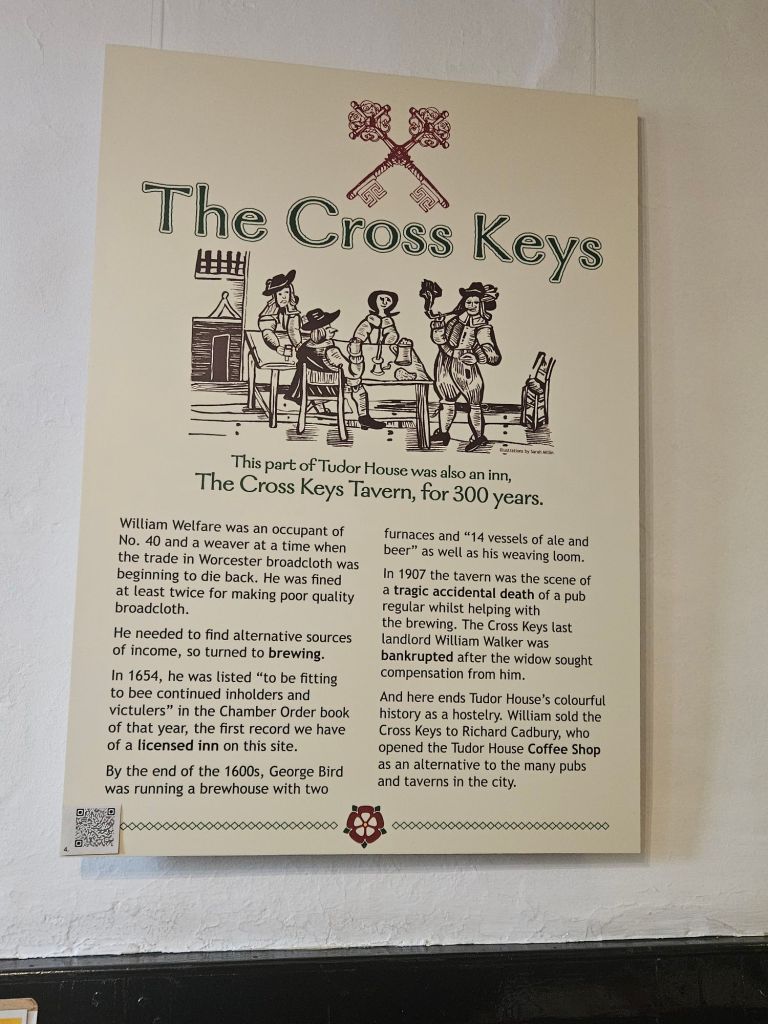 The Cross Keys
Illustrations by Sarah Millin
This part of Tudor House was also an inn,
The Cross Keys Tavern, for 300 years.
William Welfare was an occupant of
No. 40 and a weaver at a time when
the trade in Worcester broadcloth was
beginning to die back. He was fined
at least twice for making poor quality
broadcloth.
He needed to find alternative sources
of income, so turned to brewing.
In 1654, he was listed “to be fitting
to bee continued inholders and
victulers” in the Chamber Order book
of that year, the first record we have
of a licensed inn on this site.
By the end of the 1600s, George Bird
was running a brewhouse with two
furnaces and “14 vessels of ale and
beer” as well as his weaving loom.
In 1907 the tavern was the scene of
a tragic accidental death of a pub
regular whilst helping with
the brewing. The Cross Keys last
landlord William Walker was
bankrupted after the widow sought
compensation from him.
And here ends Tudor House’s colourful
history as a hostelry. William sold the
Cross Keys to Richard Cadbury, who
opened the Tudor House Coffee Shop
as an alternative to the many pubs
and taverns in the city.
4.